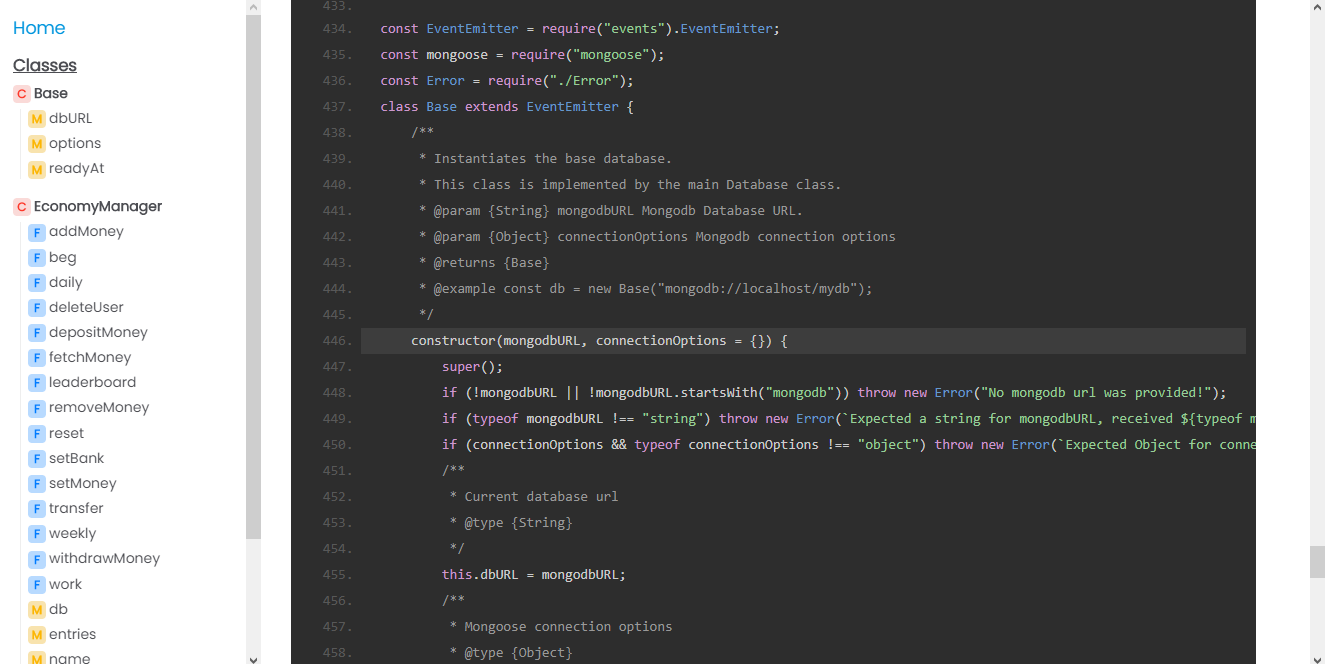 Home
Classes
C Base
M dbURL
M options
M readyAt
C EconomyManager
F addMoney
F beg
F daily
F deleteUser
F depositMoney
F fetchMoney
F leaderboard
F removeMoney
F reset
F setBank
F setMoney
F transfer
F weekly
F withdrawMoney
F work
M db
M entries
M name
433.
434. const EventEmitter = require("events").EventEmitter;
435. const mongoose = require("mongoose");
436. const Error = require("./Error");
437. class Base extends EventEmitter {
438. /**
439. * Instantiates the base database.
440. * This class is implemented by the main Database class.
441. * @param {String} mongodbURL Mongodb Database URL.
442. * @param {Object} connectionOptions Mongodb connection options
443. * @returns {Base}
444. * @example const db = new Base("mongodb://localhost/mydb");
445. */
446. constructor(mongodbURL, connectionOptions = {}) {
447. super();
448. if (!mongodbURL || !mongodbURL.startsWith("mongodb")) throw new Error("No mongodb url was provided!");
449. if (typeof mongodbURL !== "string") throw new Error(`Expected a string for mongodbURL, received ${typeof m
450. if (connectionOptions && typeof connectionOptions !== "object") throw new Error(`Expected Object for conne
451. /**
452. * Current database url
453. * @type {String}
454. */
455. this.dbURL = mongodbURL;
456. /**
457. * Mongoose connection options
458. * @type {Object}